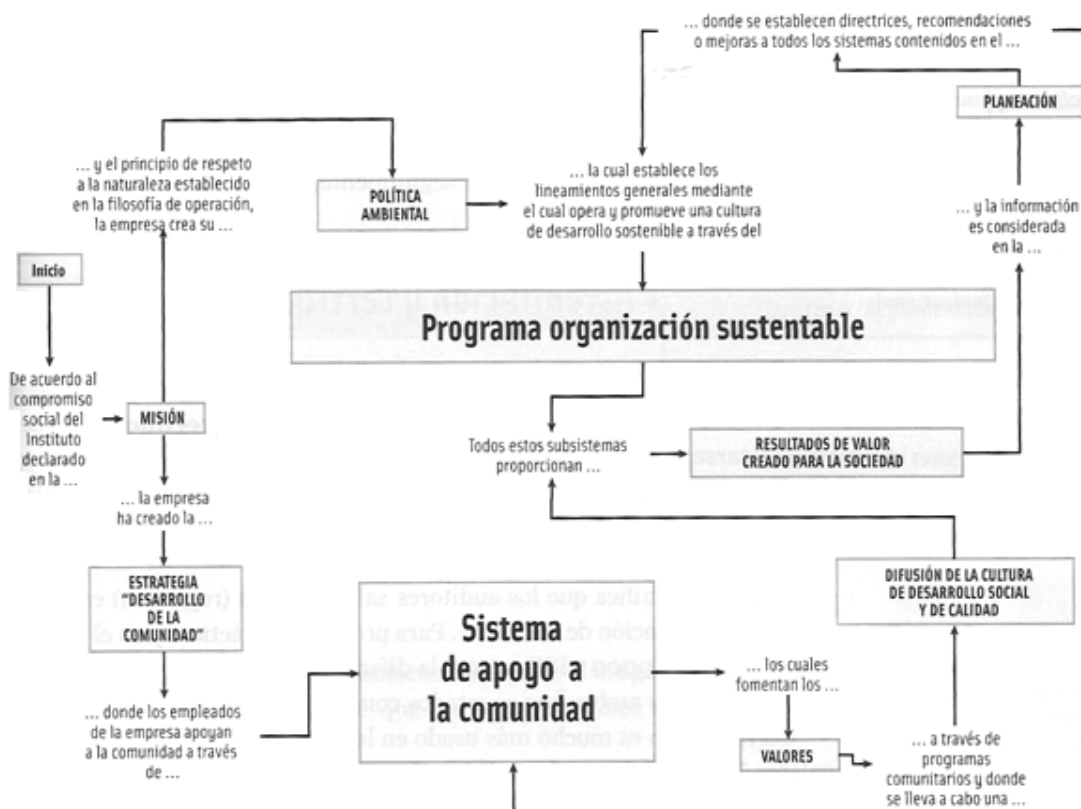 ... donde se establecen directrices, recomendaciones
o mejoras a todos los sistemas contenidos en el ...
PLANEACIÓN
... y el principio de respeto
a la naturaleza establecido
en la filosofía de operación,
la empresa crea su ...
POLÍTICA
AMBIENTAL
... la cual establece los
lineamientos generales mediante
el cual opera y promueve una cultura
de desarrollo sostenible a través del
... y la información
es considerada
en la ...
Inicio
Programa organización sustentable
De acuerdo al
compromiso
social del
Instituto
declarado
en la ...
MISIÓN
Todos estos subsistemas
proporcionan ...
RESULTADOS DE VALOR
CREADO PARA LA SOCIEDAD
... la empresa
ha creado la ...
ESTRATEGIA
"DESARROLLO
DE LA
COMUNIDAD"
Sistema
de apoyo a
la comunidad
DIFUSIÓN DE LA CULTURA
DE DESARROLLO SOCIAL
Y DE CALIDAD
... los cuales
fomentan los ...
... donde los empleados
de la empresa apoyan
a la comunidad a través
de ...
VALORES
... a través de
programas
comunitarios y donde
se lleva a cabo una ...